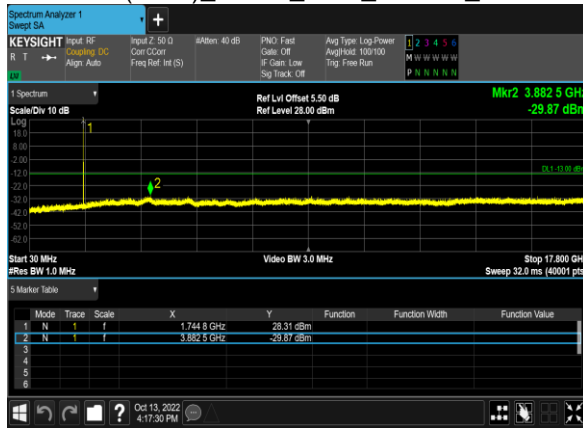 Spectrum Analyzer 1
Swept SA
+
KEYSIGHT
R T
Input: RF
Coupling: DC
Align: Auto
Input Z: 50 Ω
Corr CCorr
Freq Ref: Int (S)
#Atten: 40 dB
PNO: Fast
Gate: Off
IF Gain: Low
Sig Track: Off
Avg Type: Log-Power
Avg|Hold: 100/100
Trig: Free Run
1 2 3 4 5 6
M W W W W W
P N N N N N
1 Spectrum
Scale/Div 10 dB
Ref Lvl Offset 5.50 dB
Ref Level 28.00 dBm
Mkr2 3.882 5 GH
-29.87 dBm
Log
18.0
8.00
-2.00
-12.0
-22.0
-32.0
-42.0
-52.0
-62.0
1
2
DL1 -13.00 dB
Start 30 MHz
#Res BW 1.0 MHz
Video BW 3.0 MHz
Stop 17.800 GH
Sweep 32.0 ms (40001 pts
5 Marker Table
Mode Trace Scale X Y Function Function Width Function Value
1 N 1 f 1.744 8 GHz 28.31 dBm
2 N 1 f 3.882 5 GHz -29.87 dBm
3
4
5
6
?
Oct 13, 2022
4:17:30 PM